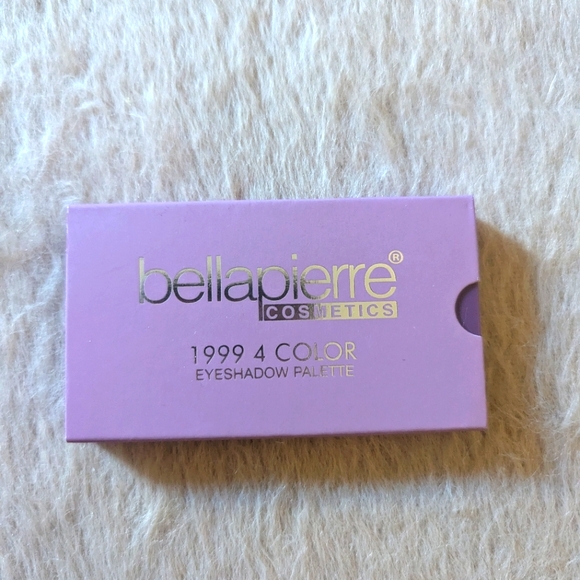 bellapierre®
COSMETICS
1999 4 COLOR
EYESHADOW PALETTE